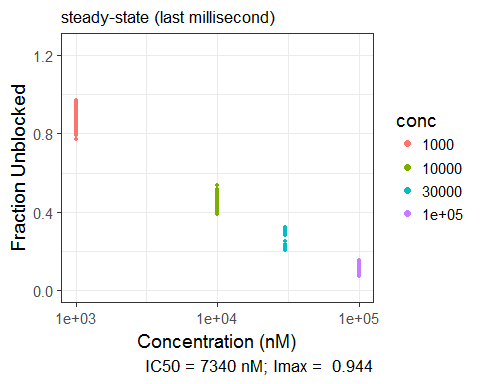 steady-state (last millisecond)
Fraction Unblocked
1.2
0.8
0.4
0.0
1e+03
1e+04
1e+05
Concentration (nM)
IC50 = 7340 nM; Imax =  0.944
conc
1000
10000
30000
1e+05